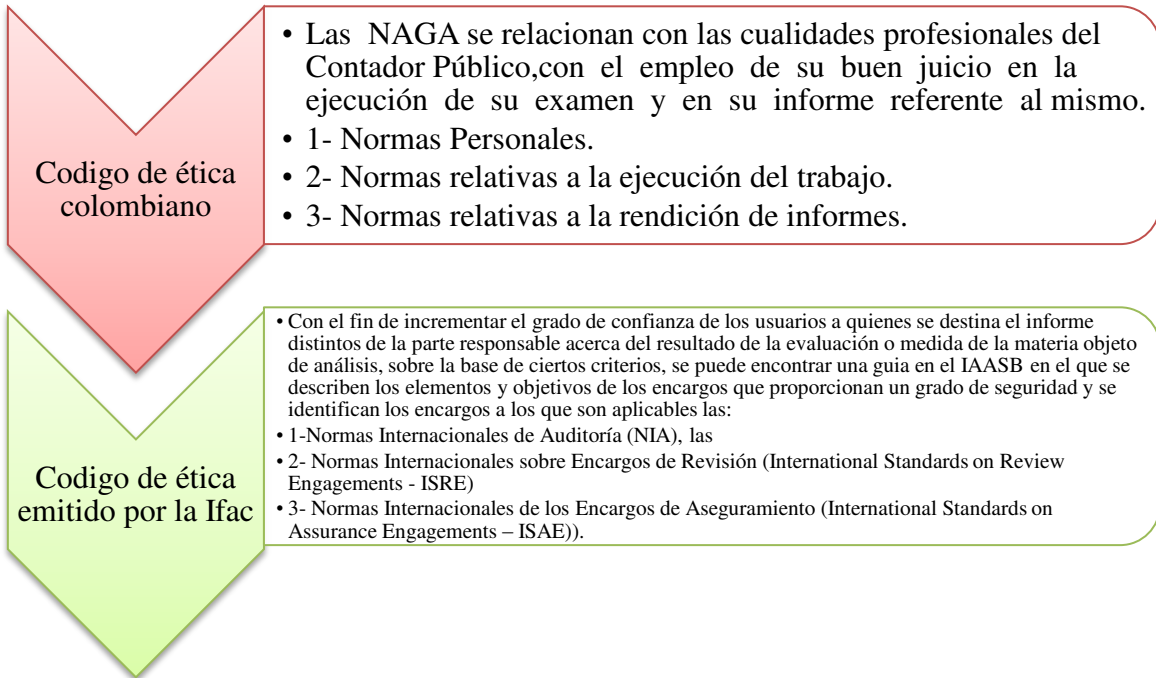 Codigo de ética
colombiano
• Las NAGA se relacionan con las cualidades profesionales del
Contador Público,con el empleo de su buen juicio en la
ejecución de su examen y en su informe referente al mismo.
• 1- Normas Personales.
• 2- Normas relativas a la ejecución del trabajo.
• 3- Normas relativas a la rendición de informes.
Codigo de ética
emitido por la Ifac
• Con el fin de incrementar el grado de confianza de los usuarios a quienes se destina el informe
distintos de la parte responsable acerca del resultado de la evaluación o medida de la materia objeto
de análisis, sobre la base de ciertos criterios, se puede encontrar una guia en el IAASB en el que se
describen los elementos y objetivos de los encargos que proporcionan un grado de seguridad y se
identifican los encargos a los que son aplicables las:
• 1-Normas Internacionales de Auditoría (NIA), las
• 2- Normas Internacionales sobre Encargos de Revisión (International Standards on Review
Engagements - ISRE)
• 3- Normas Internacionales de los Encargos de Aseguramiento (International Standards on
Assurance Engagements – ISAE)).